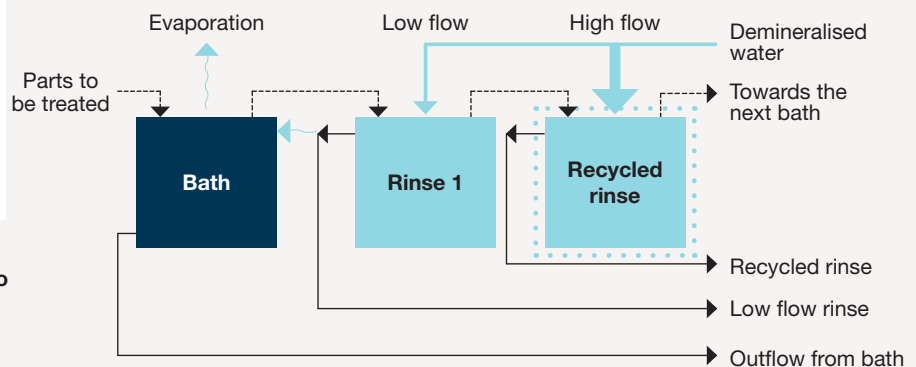 Evaporation
Low flow
High flow
Demineralised
water
Parts to
be treated
Towards the
next bath
Bath
Rinse 1
Recycled
rinse
o
Recycled rinse
Low flow rinse
Outflow from bath